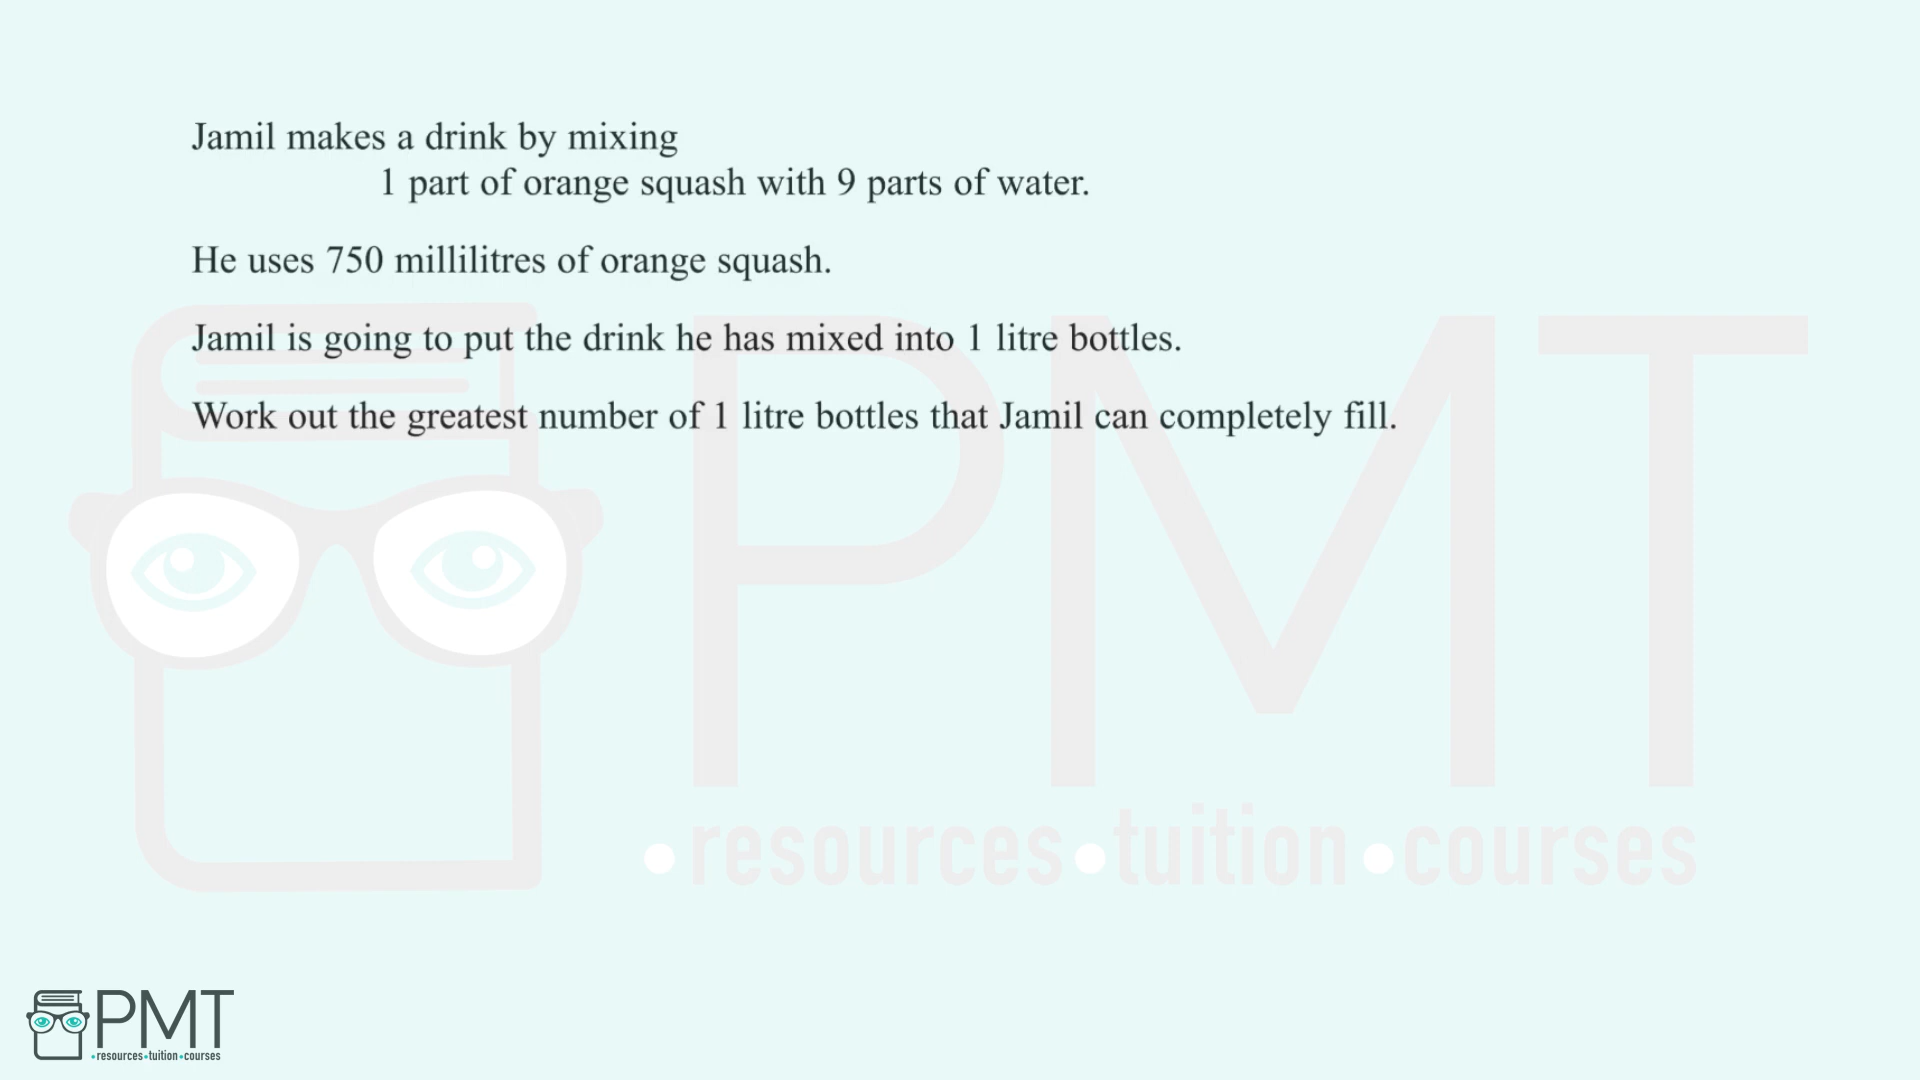 Jamil makes a drink by mixing
1 part of orange squash with 9 parts of water.
He uses 750 millilitres of orange squash.
Jamil is going to put the drink he has mixed into 1 litre bottles.
Work out the greatest number of 1 litre bottles that Jamil can completely fill.
PMT
•resources•tuition•courses
PMT
•resources•tuition•courses